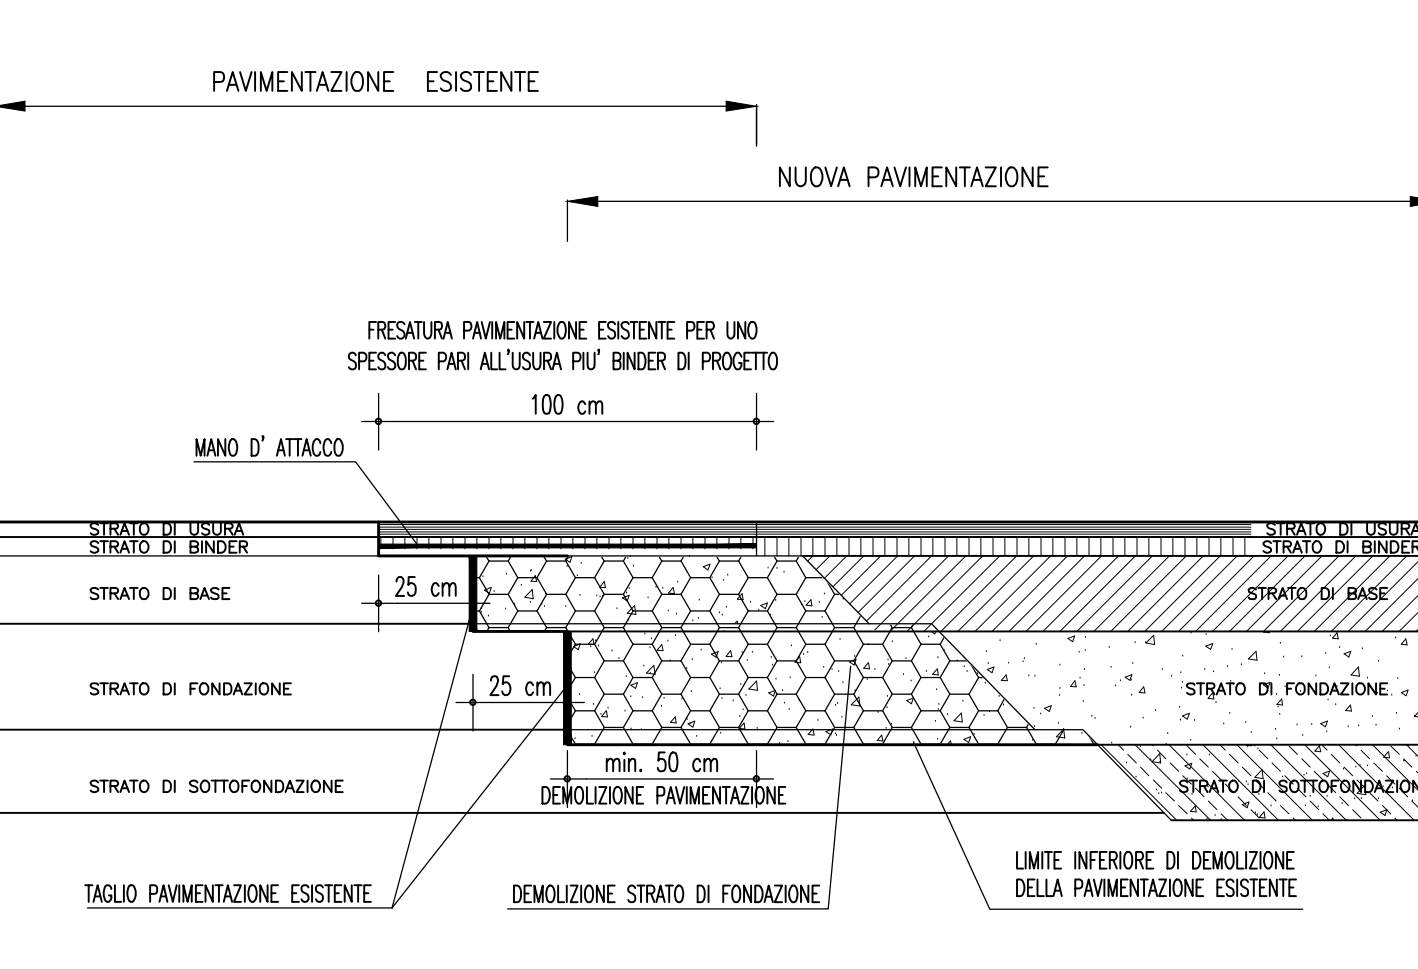 PAVIMENTAZIONE ESISTENTE
NUOVA PAVIMENTAZIONE
FRESATURA PAVIMENTAZIONE ESISTENTE PER UNO
SPESSORE PARI ALL'USURA PIU' BINDER DI PROGETTO
100 cm
MANO D' ATTACCO
STRATO DI USURA
STRATO DI USURA
STRATO DI BINDER
STRATO DI BINDER
25 cm
STRATO DI BASE
STRATO DI BASE
25 cm
STRATO DI FONDAZIONE
STRATO DI FONDAZIONE
min. 50 cm
STRATO DI SOTTOFONDAZIONE
DEMOLIZIONE PAVIMENTAZIONE
STRATO DI SOTTOFONDAZION
LIMITE INFERIORE DI DEMOLIZIONE
DELLA PAVIMENTAZIONE ESISTENTE
TAGLIO PAVIMENTAZIONE ESISTENTE
DEMOLIZIONE STRATO DI FONDAZIONE